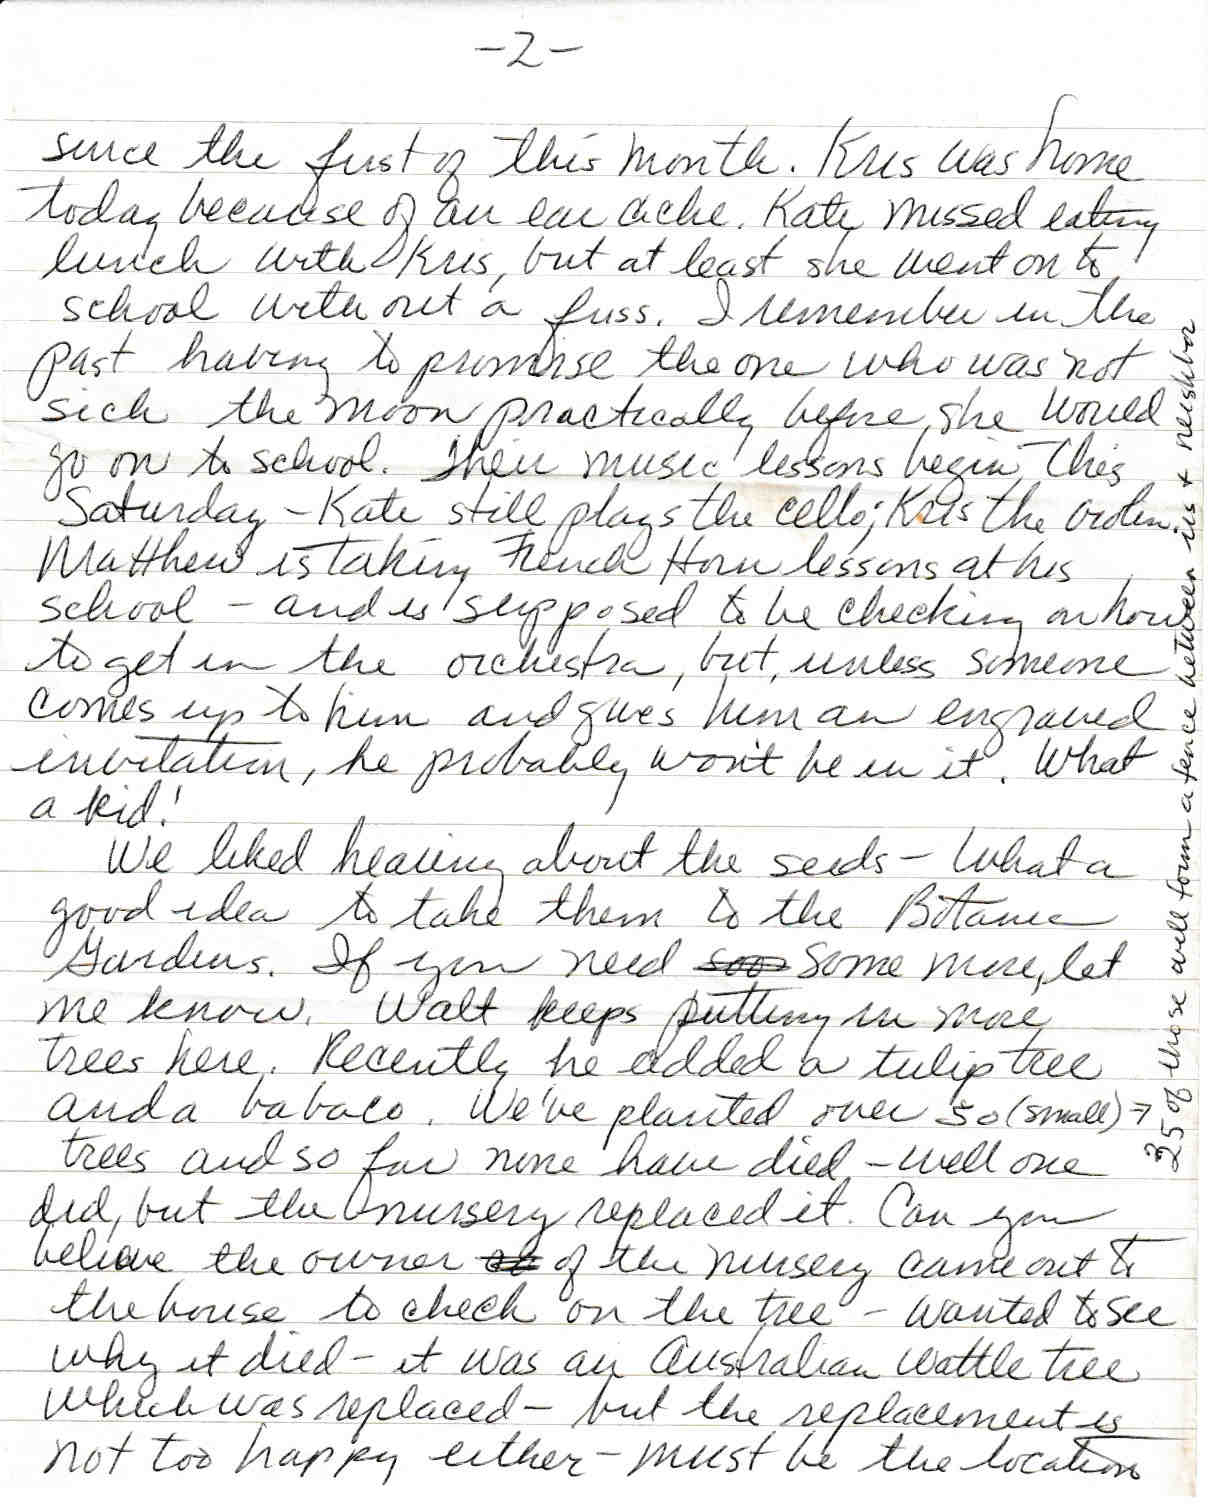 -2-
since the first of this month. Kris was home
today because of an ear ache. Kate missed eating
lunch with Kris, but at least she went on to
school without a fuss. I remember in the
past having to promise the one who was not
sick the moon practically before she would
go on to school. Their music lessons begin this
Saturday - Kate still plays the cello; Kris the violin.
Matthew is taking French Horn lessons at his
school - and is supposed to be checking on how
to get in the orchestra, but, unless someone
comes up to him and gives him an engraved
invitation, he probably won't be in it. What
a kid!
We liked hearing about the seeds - What a
good idea to take them to the Botanic
Gardens. If you need soo some more, let
me know. Walt keeps putting in more
trees here. Recently he added a tulip tree
and a babaco. We've planted over 50 (small) →
trees and so far none have died - well one
did, but the nursery replaced it. Can you
believe the owner of the nursery came out to
the house to check on the tree - wanted to see
why it died - it was an Australian wattle tree
which was replaced - but the replacement is
not too happy either - must be the location
25 of those will form a fence between us + neighbor